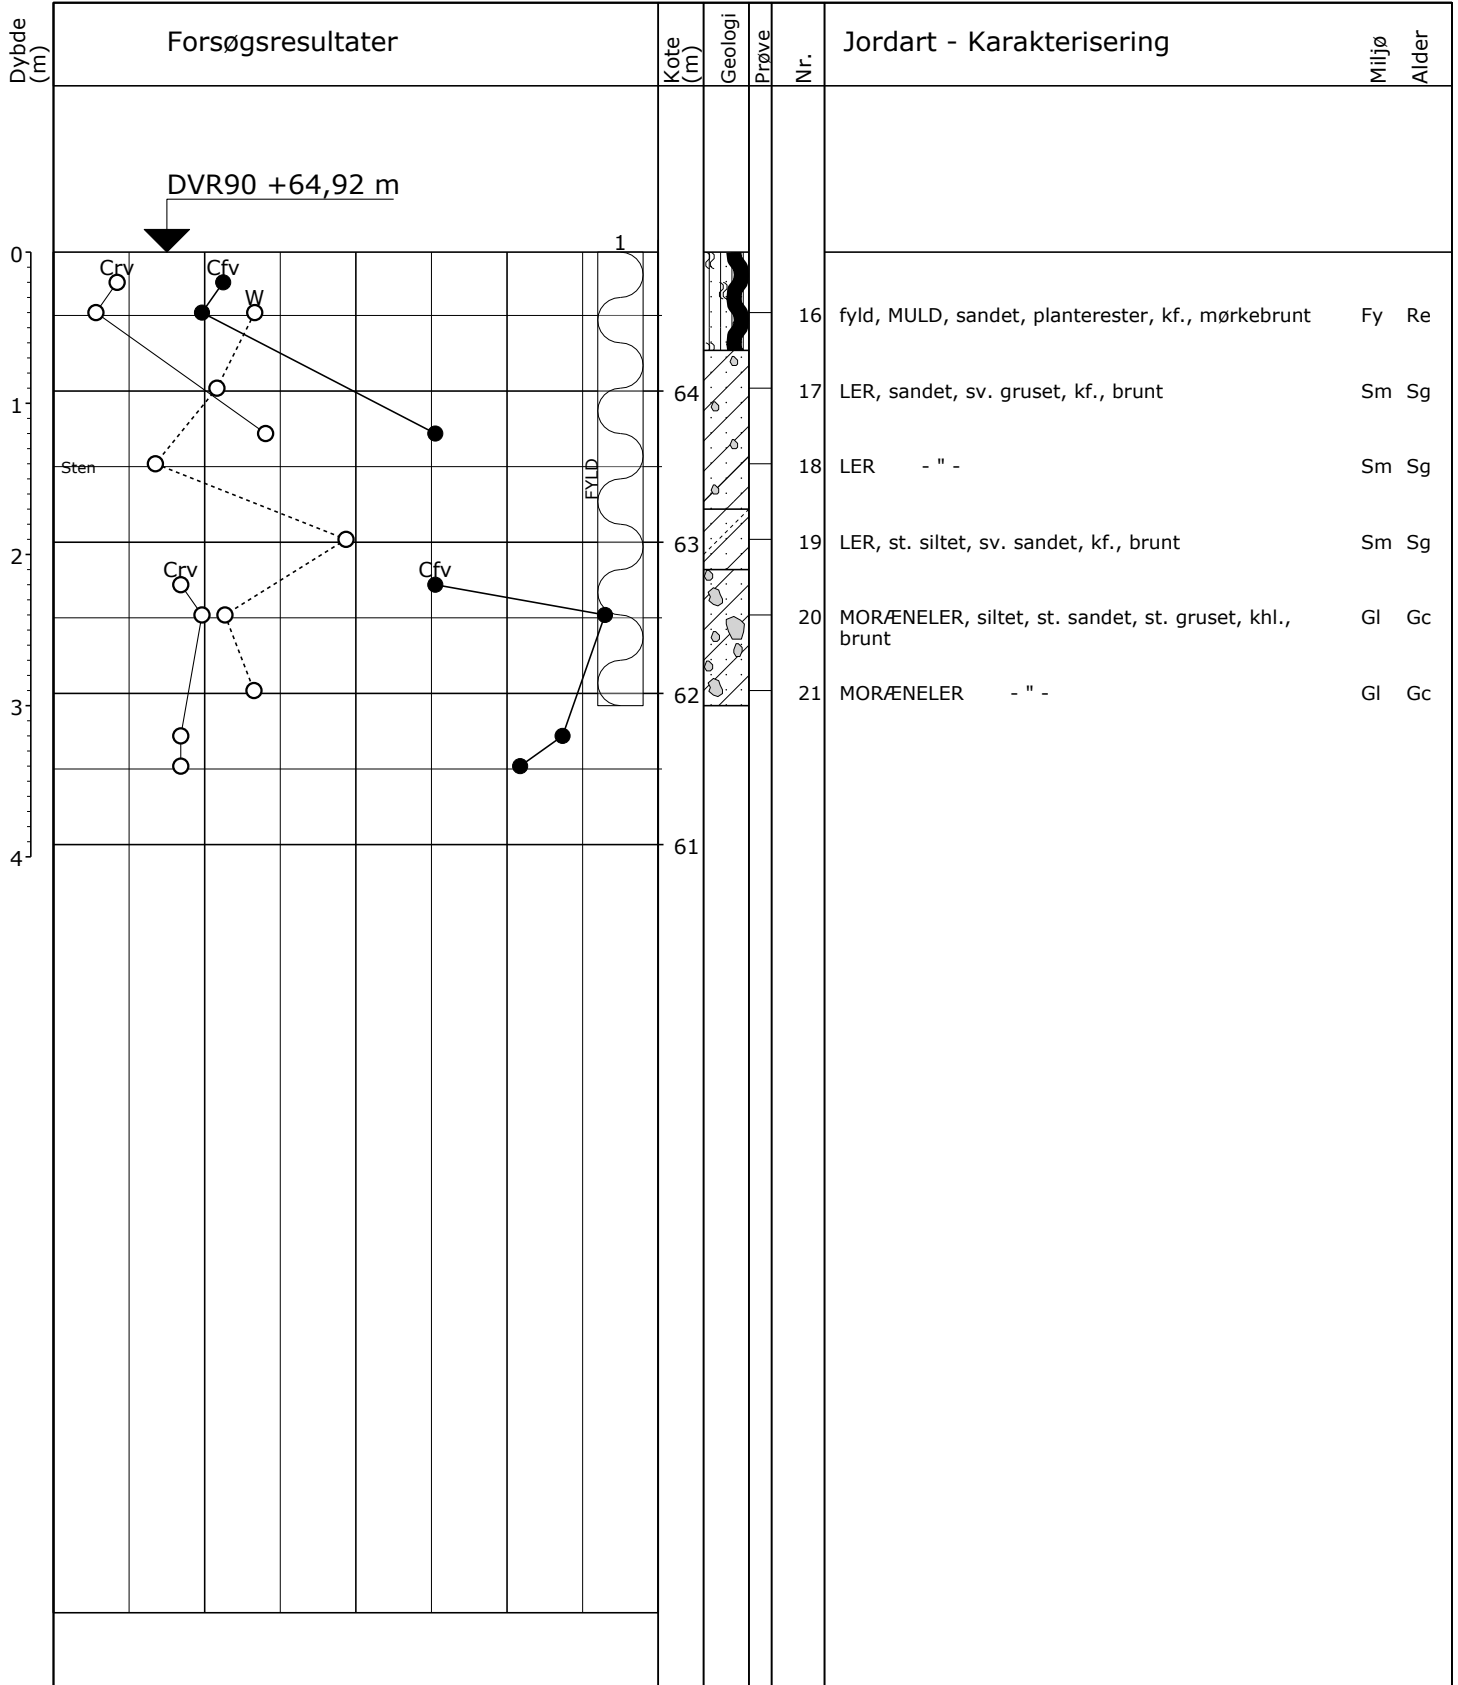 Dybde
(m)
Forsøgsresultater
Kote
(m)
Geologi
Prøve
Nr.
Jordart - Karakterisering
Miljø
Alder
DVR90 +64,92 m
0
Crv
Cfv
W
1
16 fyld, MULD, sandet, planterester, kf., mørkebrunt Fy Re
64
17 LER, sandet, sv. gruset, kf., brunt Sm Sg
1
Sten
FYLD
18 LER - " - Sm Sg
63
19 LER, st. siltet, sv. sandet, kf., brunt Sm Sg
2
Crv
Cfv
20 MORÆNELER, siltet, st. sandet, st. gruset, khl.,
brunt
Gl Gc
62
21 MORÆNELER - " - Gl Gc
3
61
4